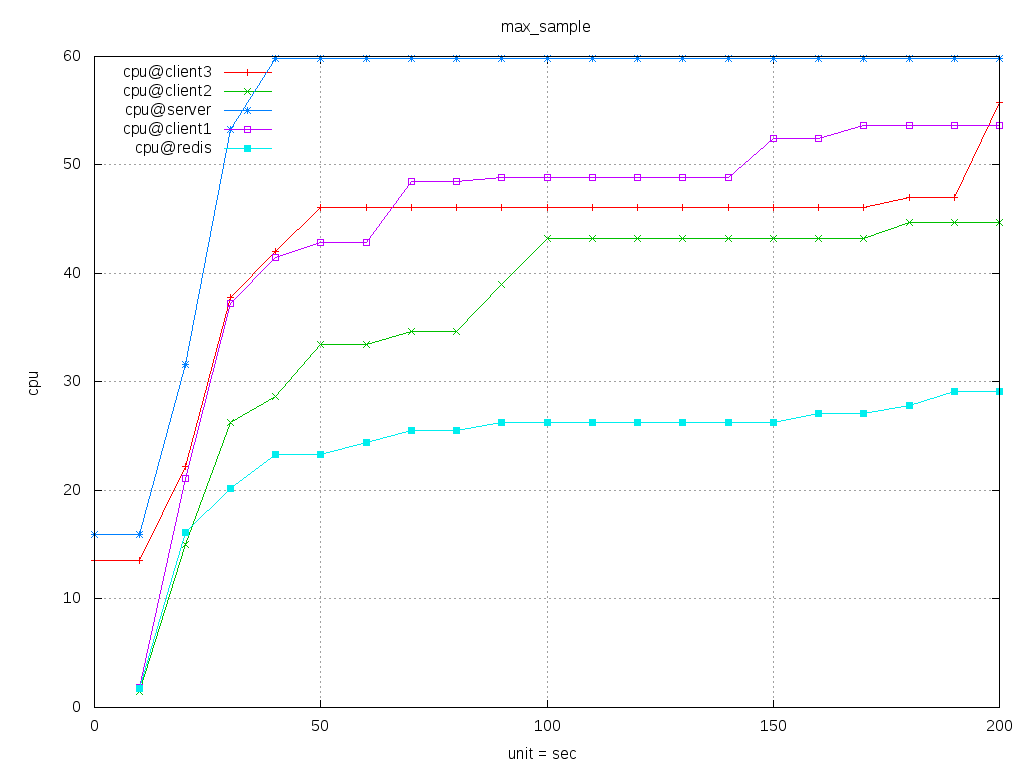 max_sample
60
cpu@client3
cpu@client2
cpu@server
cpu@client1
cpu@redis
50
40
30
cpu
20
10
0
0 50 100 150 200
unit = sec